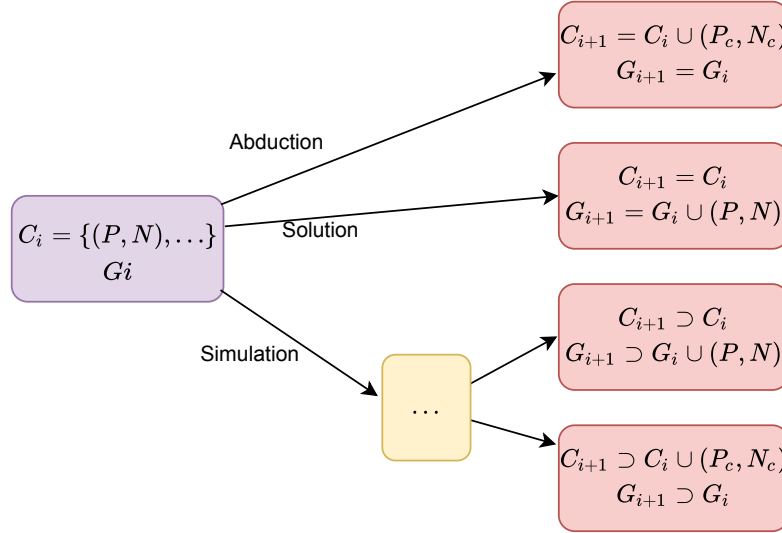 C_{i+1} = C_i ∪ (P_c, N_c)
G_{i+1} = G_i
Abduction
C_{i+1} = C_i
G_{i+1} = G_i ∪ (P, N)
Solution
C_i = {(P, N), …}
Gi
Simulation
…
C_{i+1} ⊃ C_i
G_{i+1} ⊃ G_i ∪ (P, N)
C_{i+1} ⊃ C_i ∪ (P_c, N_c)
G_{i+1} ⊃ G_i